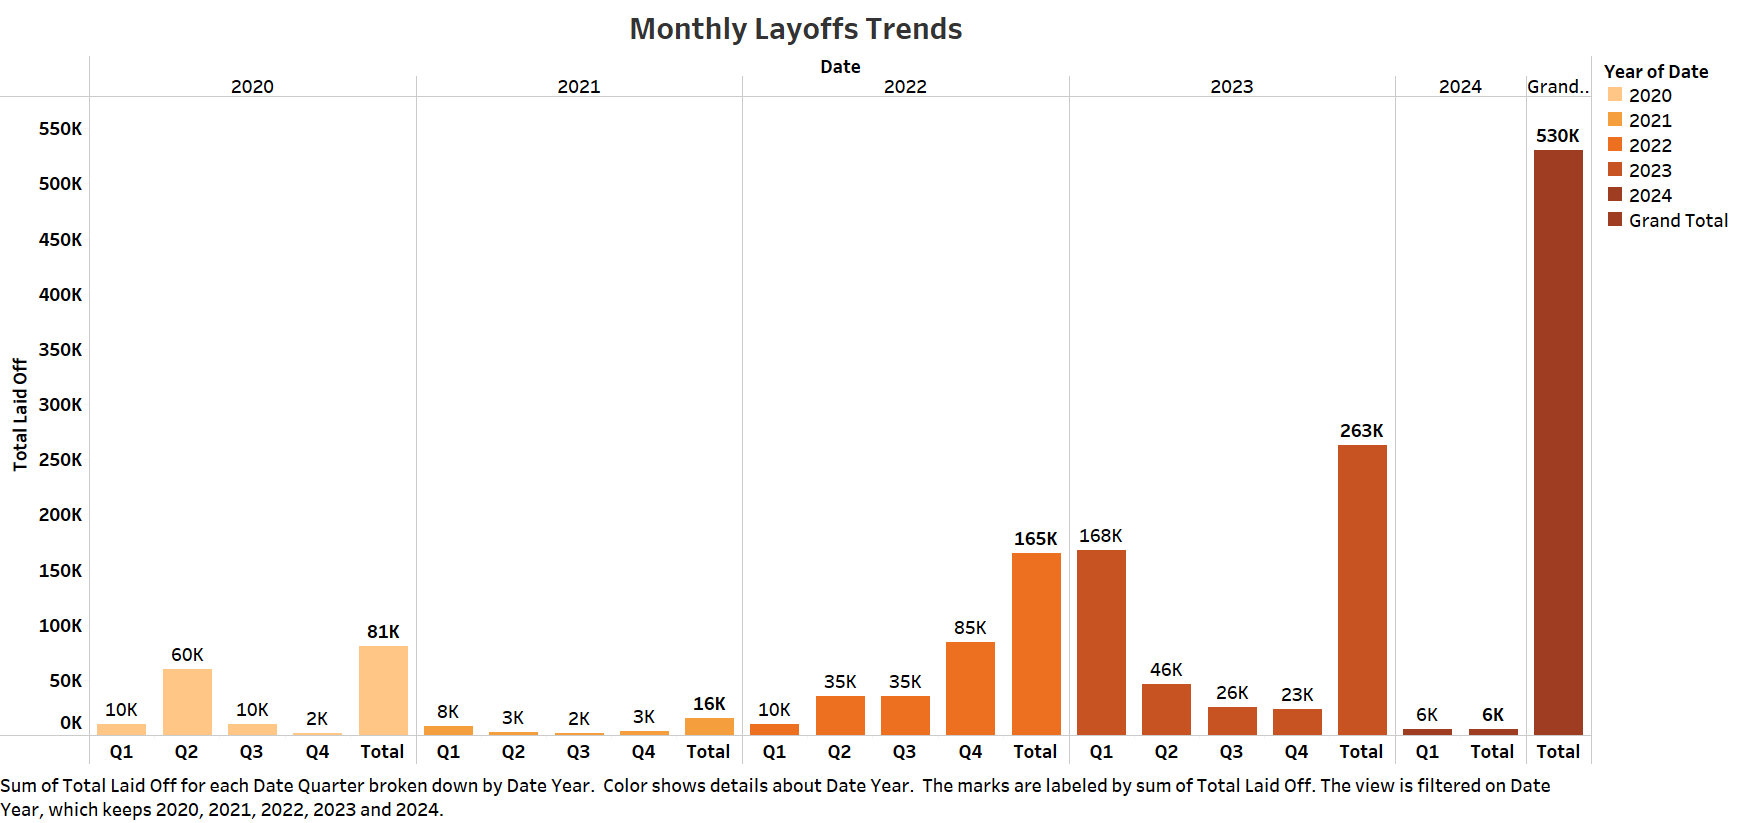 Monthly Layoffs Trends
Date
2020 2021 2022 2023 2024 Grand..
Year of Date
2020
2021
2022
2023
2024
Grand Total
Total Laid Off
550K
500K
450K
400K
350K
300K
250K
200K
150K
100K
50K
0K
10K 60K 10K 2K 81K
8K 3K 2K 3K 16K
10K 35K 35K 85K 165K
168K 46K 26K 23K 263K
6K 6K
530K
Q1 Q2 Q3 Q4 Total Q1 Q2 Q3 Q4 Total Q1 Q2 Q3 Q4 Total Q1 Q2 Q3 Q4 Total Q1 Total Total
Sum of Total Laid Off for each Date Quarter broken down by Date Year.  Color shows details about Date Year.  The marks are labeled by sum of Total Laid Off. The view is filtered on Date
Year, which keeps 2020, 2021, 2022, 2023 and 2024.